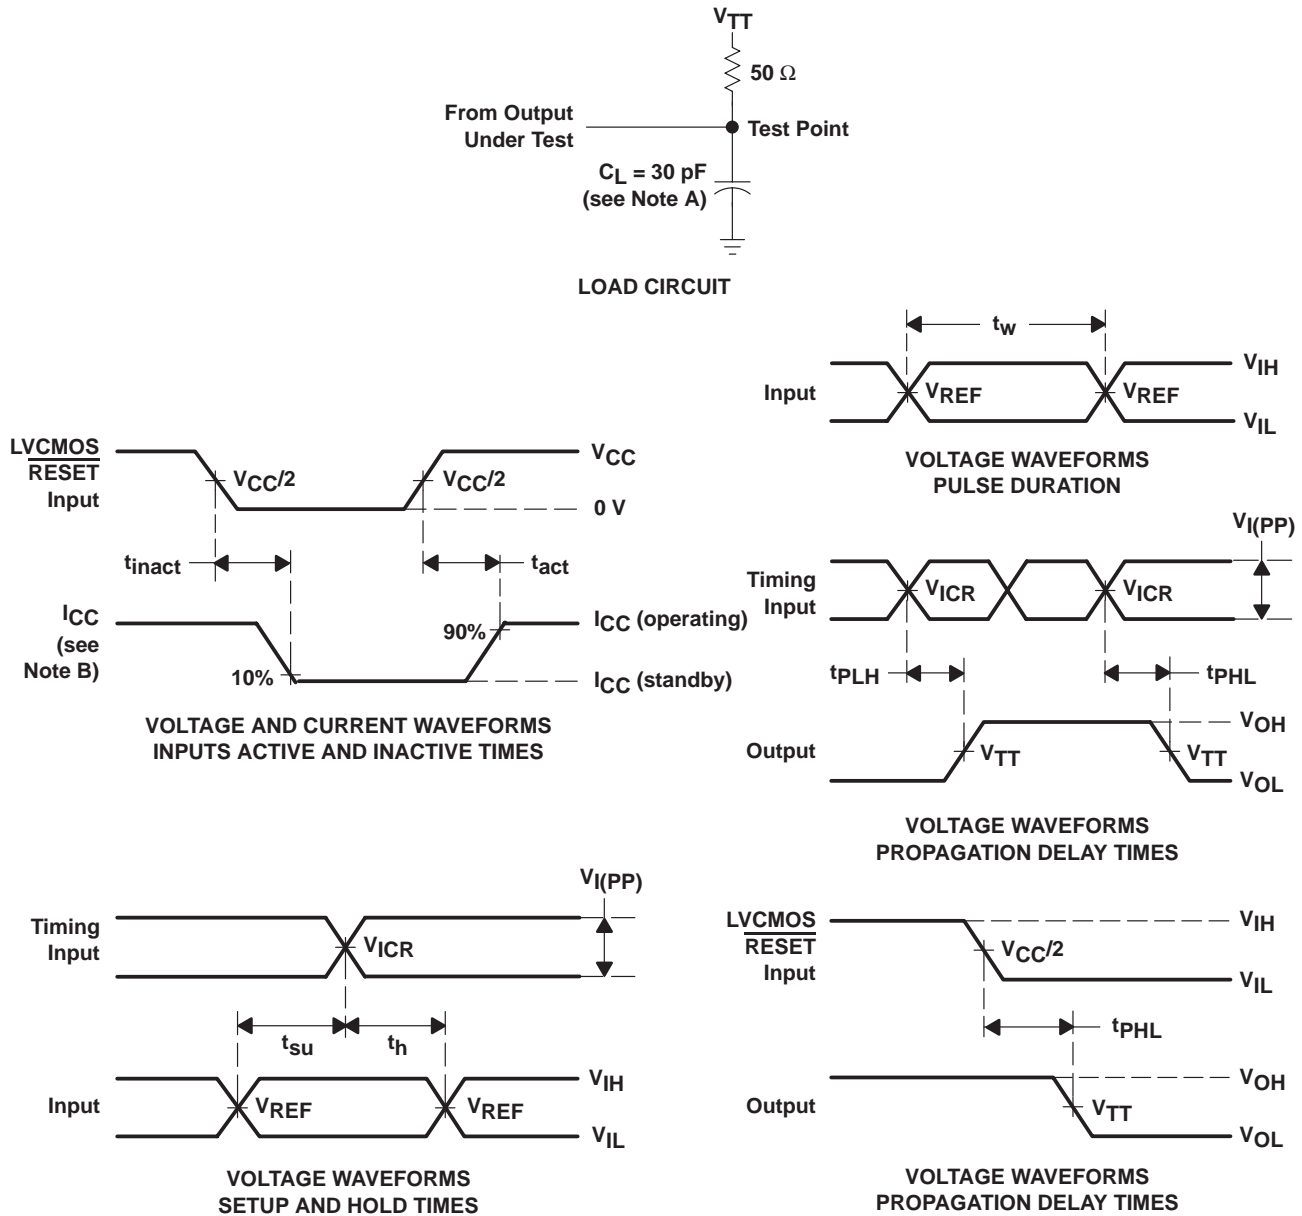 VTT
50 Ω
From Output
Under Test
Test Point
CL = 30 pF
(see Note A)
LOAD CIRCUIT
tw
Input
VREF
VREF
VIH
VIL
VOLTAGE WAVEFORMS
PULSE DURATION
LVCMOS
RESET
Input
VCC/2
VCC/2
VCC
0 V
tinact
tact
ICC
(see
Note B)
10%
90%
ICC (operating)
ICC (standby)
VOLTAGE AND CURRENT WAVEFORMS
INPUTS ACTIVE AND INACTIVE TIMES
VI(PP)
Timing
Input
VICR
VICR
tPLH
tPHL
Output
VTT
VTT
VOH
VOL
VOLTAGE WAVEFORMS
PROPAGATION DELAY TIMES
VI(PP)
Timing
Input
VICR
tsu
th
Input
VREF
VREF
VIH
VIL
VOLTAGE WAVEFORMS
SETUP AND HOLD TIMES
LVCMOS
RESET
Input
VCC/2
VIH
VIL
tPHL
Output
VTT
VOH
VOL
VOLTAGE WAVEFORMS
PROPAGATION DELAY TIMES